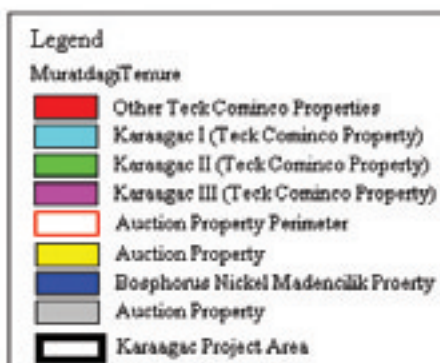 Legend
MuratdagiTenure
Other Teck Cominco Properties
Karaagac I (Teck Cominco Property)
Karaagac II (Teck Cominco Property)
Karaagac III (Teck Cominco Property)
Auction Property Perimeter
Auction Property
Bosphorus Nickel Madencilik Proerty
Auction Property
Karaagac Project Area